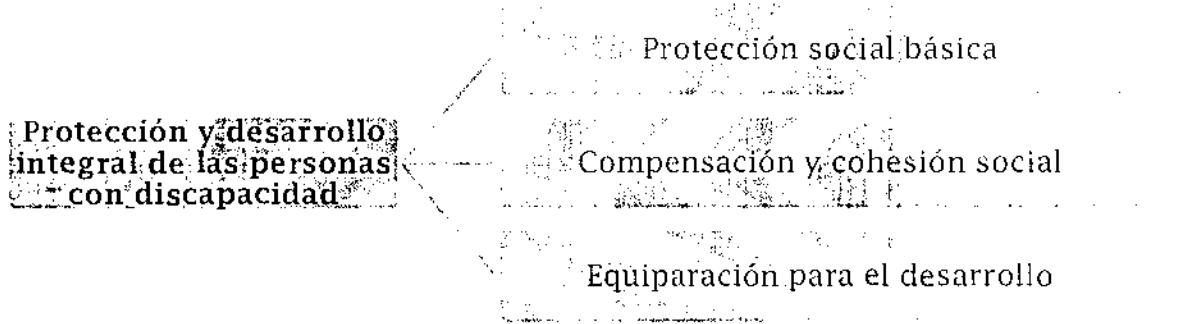 Protección social básica
Protección y desarrollo
integral de las personas
con discapacidad
Compensación y cohesión social
Equiparación para el desarrollo